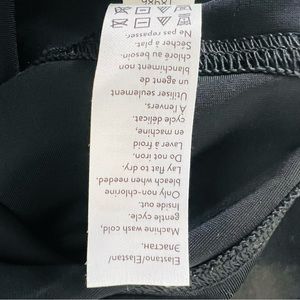 Elastano/Elastan/
Эластан.
Machine wash cold,
gentle cycle.
Inside out.
Only non-chlorine
bleach when needed.
Lay flat to dry.
Do not iron.
Laver à froid
en machine,
cycle délicat.
À l'envers.
Utiliser seulement
un agent de
blanchiment non
chloré au besoin.
Sécher à plat.
Ne pas repasser.